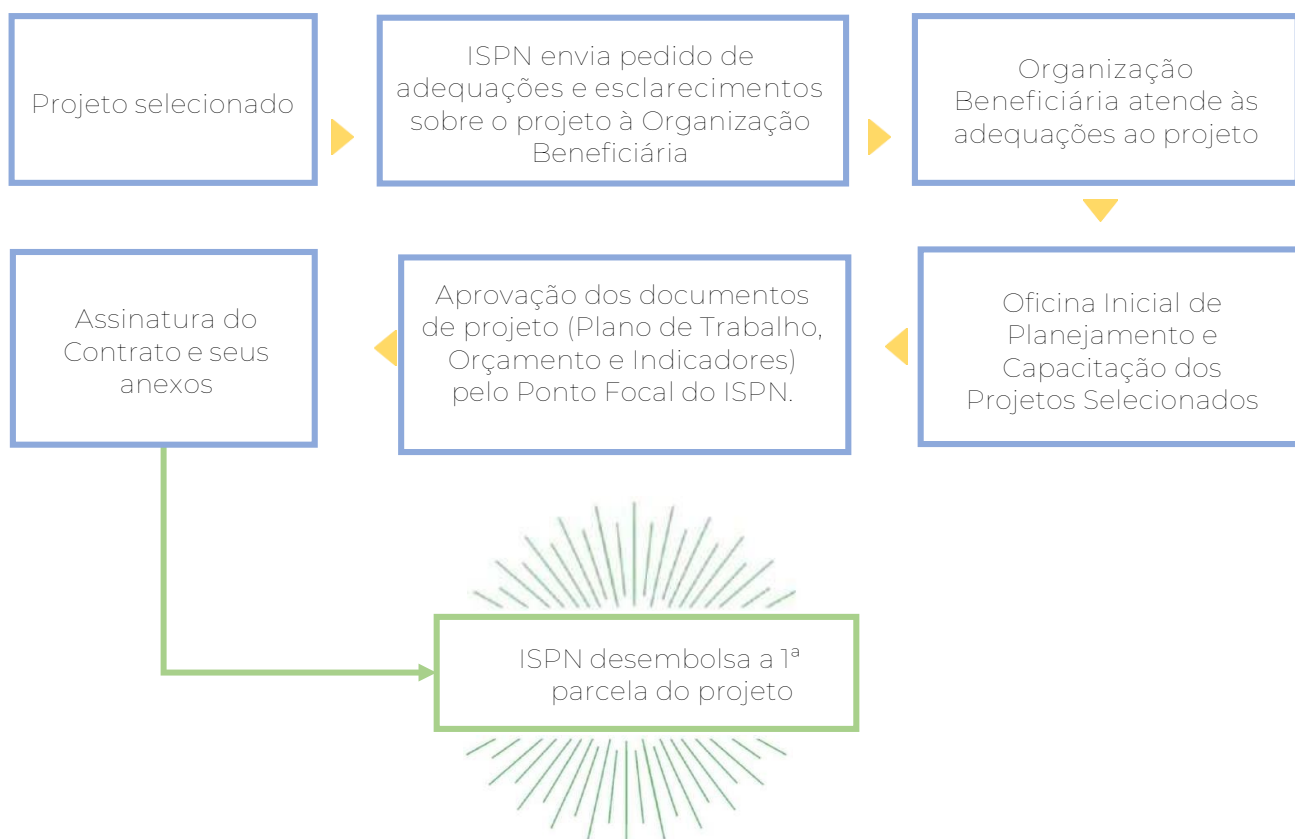 Projeto selecionado
ISPN envia pedido de
adequações e esclarecimentos
sobre o projeto à Organização
Beneficiária
Organização
Beneficiária atende às
adequações ao projeto
Oficina Inicial de
Planejamento e
Capacitação dos
Projetos Selecionados
Aprovação dos documentos
de projeto (Plano de Trabalho,
Orçamento e Indicadores)
pelo Ponto Focal do ISPN.
Assinatura do
Contrato e seus
anexos
ISPN desembolsa a 1ª
parcela do projeto